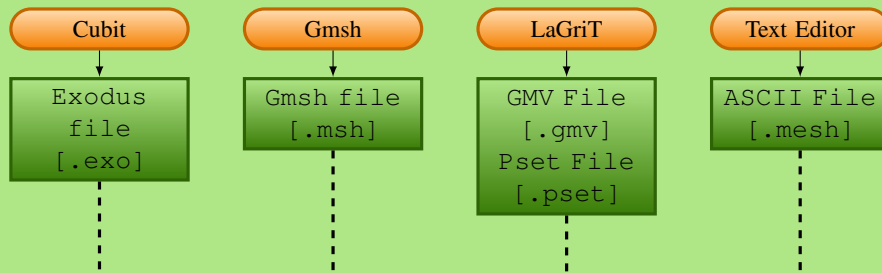 Cubit
Gmsh
LaGriT
Text Editor
Exodus
file
[.exo]
Gmsh file
[.msh]
GMV File
[.gmv]
Pset File
[.pset]
ASCII File
[.mesh]